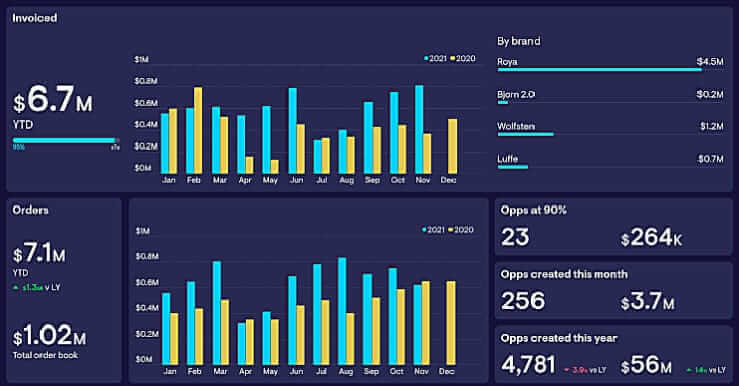 Invoiced
$6.7M
YTD
95%
2021 2020
$1M
$0.8M
$0.6M
$0.4M
$0.2M
$0M
Jan Feb Mar Apr May Jun Jul Aug Sep Oct Nov Dec
By brand
Roya $4.5M
Bjorn 2.0 $0.2M
Wolfsten $1.2M
Luffe $0.7M
Orders
$7.1M
YTD
$1.3M v LY
$1.02M
Total order book
2021 2020
$1M
$0.8M
$0.6M
$0.4M
$0.2M
$0M
Jan Feb Mar Apr May Jun Jul Aug Sep Oct Nov Dec
Opps at 90%
23 $264K
Opps created this month
256 $3.7M
Opps created this year
4,781 3.9% vs LY $56M 14% vs LY